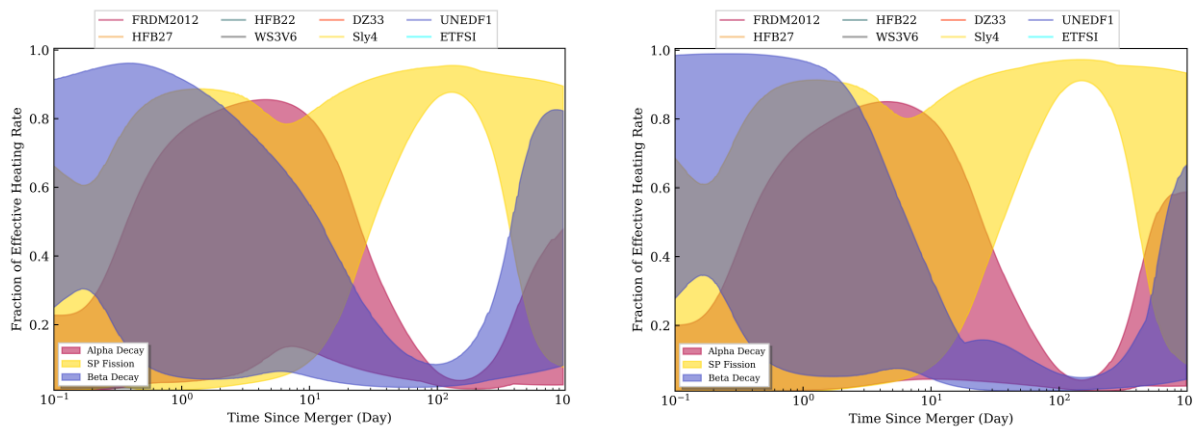 FRDM2012 HFB22 DZ33 UNEDF1
HFB27 WS3V6 Sly4 ETFSI
Fraction of Effective Heating Rate
1.0
0.8
0.6
0.4
0.2
Alpha Decay
SP Fission
Beta Decay
10⁻¹ 10⁰ 10¹ 10² 10
Time Since Merger (Day)
FRDM2012 HFB22 DZ33 UNEDF1
HFB27 WS3V6 Sly4 ETFSI
Fraction of Effective Heating Rate
1.0
0.8
0.6
0.4
0.2
Alpha Decay
SP Fission
Beta Decay
10⁻¹ 10⁰ 10¹ 10² 10
Time Since Merger (Day)